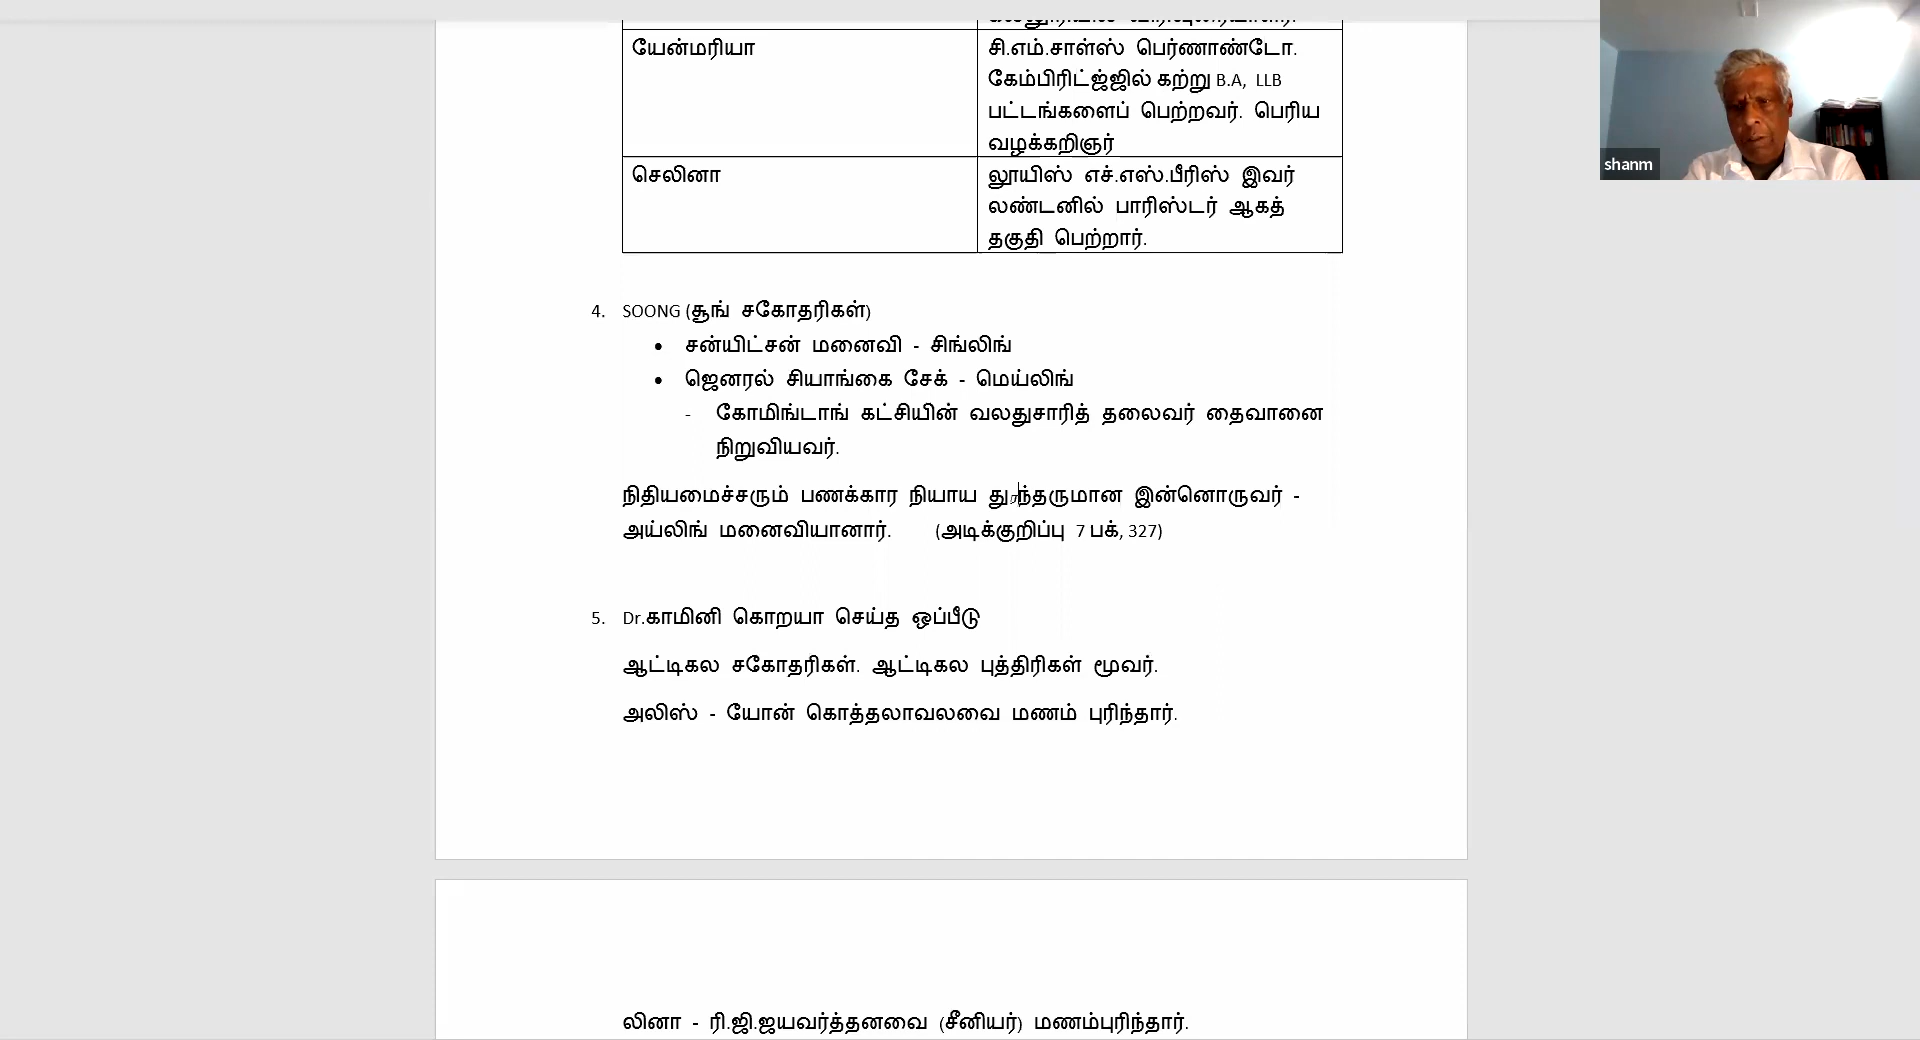 யேன்மரியா
சி.எம்.சாள்ஸ் பெர்ணாண்டோ.
கேம்பிரிட்ஜ்ஜில் கற்று B.A, LLB
பட்டங்களைப் பெற்றவர். பெரிய
வழக்கறிஞர்
செலினா
லூயிஸ் எச்.எஸ்.பீரிஸ் இவர்
லண்டனில் பாரிஸ்டர் ஆகத்
தகுதி பெற்றார்.
4. SOONG (சூங் சகோதரிகள்)
• சன்யிட்சன் மனைவி - சிங்லிங்
• ஜெனரல் சியாங்கை சேக் - மெய்லிங்
- கோமிங்டாங் கட்சியின் வலதுசாரித் தலைவர் தைவானை
நிறுவியவர்.
நிதியமைச்சரும் பணக்கார நியாய துரந்தருமான இன்னொருவர் -
அய்லிங் மனைவியானார். (அடிக்குறிப்பு 7 பக், 327)
5. Dr.காமினி கொறயா செய்த ஒப்பீடு
ஆட்டிகல சகோதரிகள். ஆட்டிகல புத்திரிகள் மூவர்.
அலிஸ் - யோன் கொத்தலாவலவை மணம் புரிந்தார்.
லினா - ரி.ஜி.ஜயவர்த்தனவை (சீனியர்) மணம்புரிந்தார்.
shanm